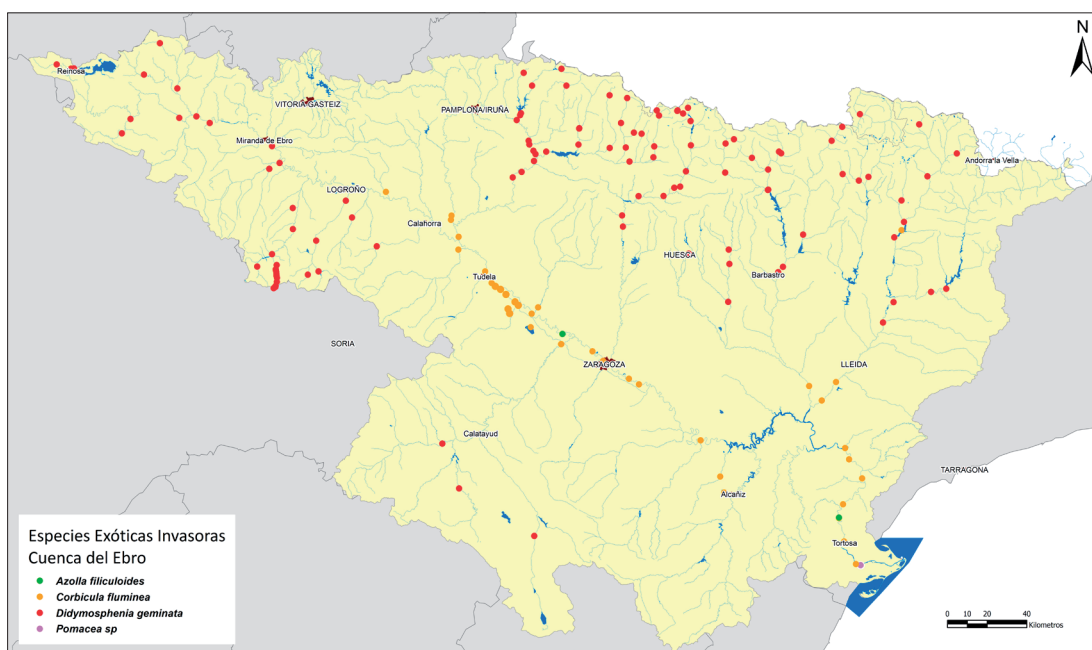 N
Reinosa
VITORIA-GASTEIZ
PAMPLONA/IRUÑA
Miranda de Ebro
Andorra la Vella
LOGROÑO
Calahorra
HUESCA
Barbastro
Tudela
SORIA
ZARAGOZA
LLEIDA
Calatayud
TARRAGONA
Alcañiz
Tortosa
Especies Exóticas Invasoras
Cuenca del Ebro
Azolla filiculoides
Corbicula fluminea
Didymosphenia geminata
Pomacea sp
0 10 20 40
Kilometros